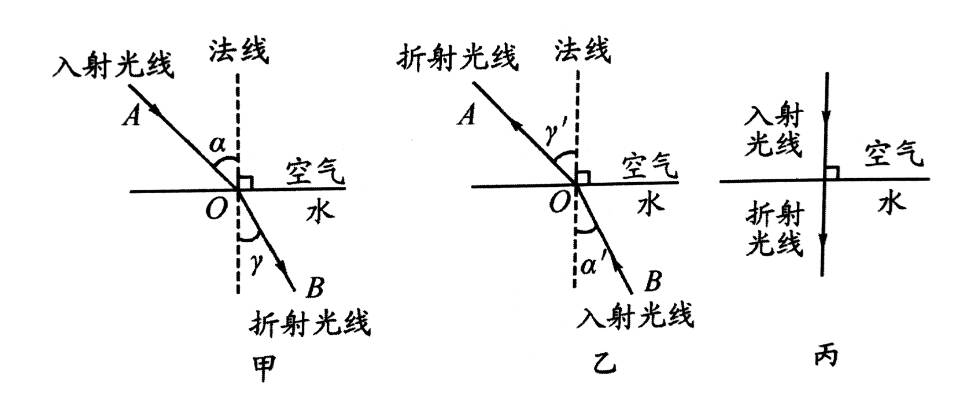 入射光线
法线
A
α
空气
O
水
γ
B
折射光线
甲
折射光线
法线
A
γ′
空气
O
水
α′
B
入射光线
乙
入射
光线
空气
水
折射
光线
丙